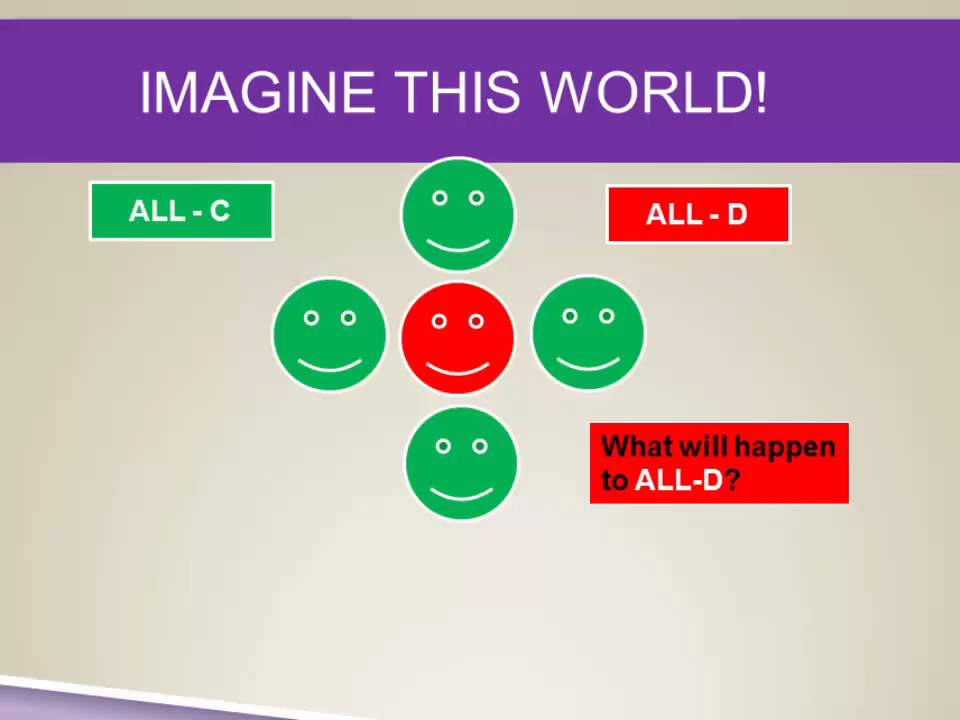 IMAGINE THIS WORLD!
ALL - C
ALL - D
What will happen
to ALL-D?